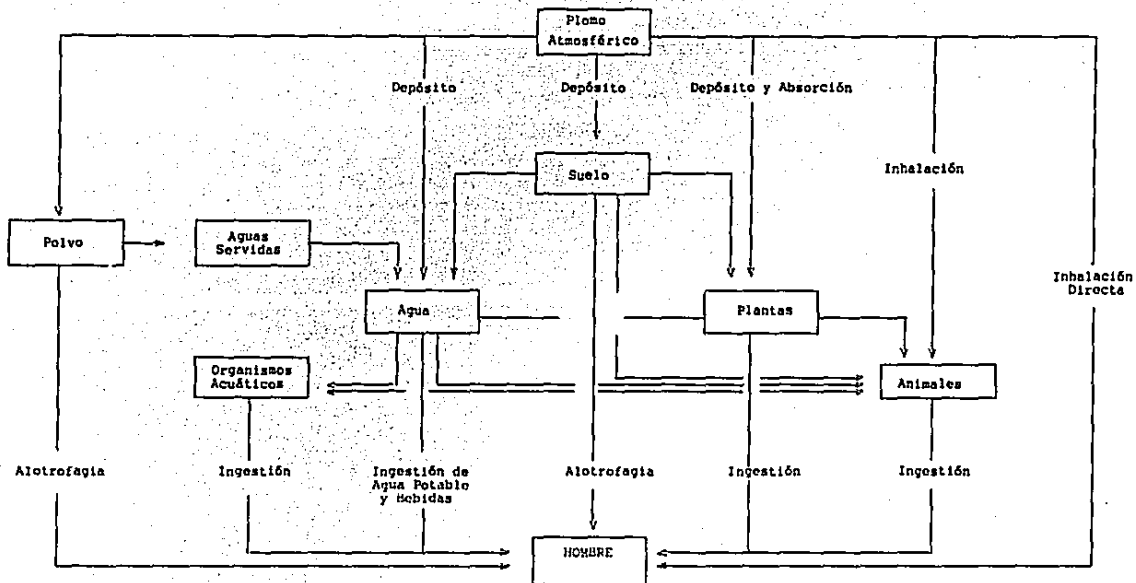 Plomo
Atmosférico
Depósito
Depósito
Depósito y Absorción
Suelo
Inhalación
Polvo
Aguas
Servidas
Inhalación
Directa
Agua
Plantas
Organismos
Acuáticos
Animales
Alotrofagia
Ingestión
Ingestión de
Agua Potable
y Bebidas
Alotrofagia
Ingestión
Ingestión
HOMBRE